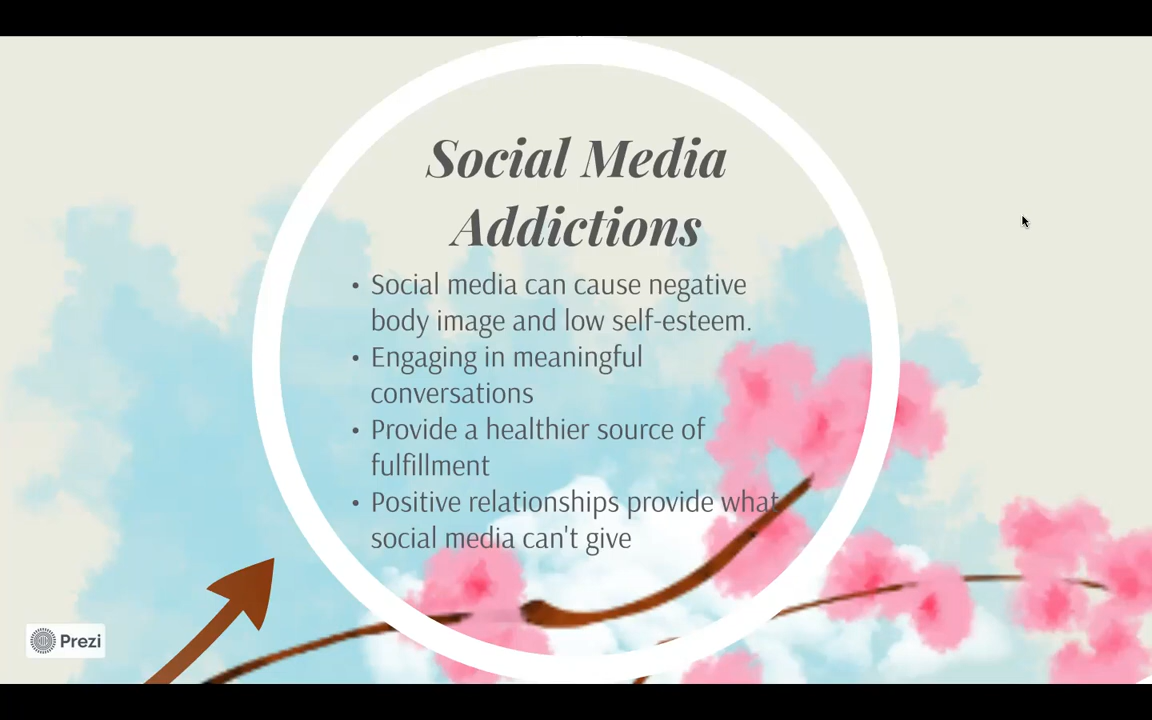 Social Media
Addictions
• Social media can cause negative
body image and low self-esteem.
• Engaging in meaningful
conversations
• Provide a healthier source of
fulfillment
• Positive relationships provide what
social media can't give
Prezi